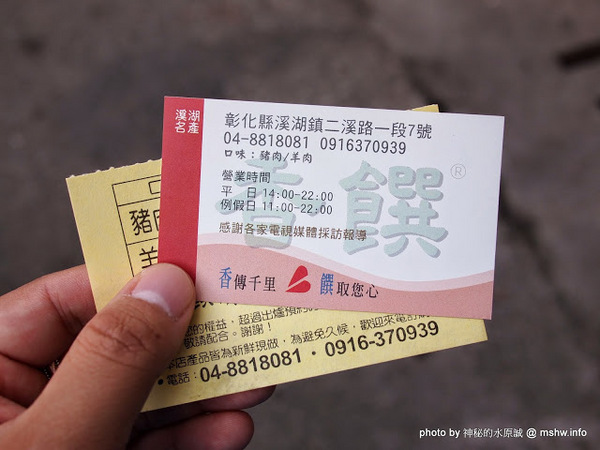 溪湖
名產
彰化縣溪湖鎮二溪路一段7號
04-8818081 0916370939
口味：豬肉/羊肉
營業時間
平 日 14:00-22:00
例假日 11:00-22:00
感謝各家電視媒體採訪報導
香饌®
香傳千里 饌取您心
豬
羊
的權益，超過出爐預約
敬請配合。謝謝！
店產品皆為新鮮現做，為避免久候，歡迎來電訂
•電話：04-8818081・0916-370939
photo by 神秘的水原誠 @ mshw.info